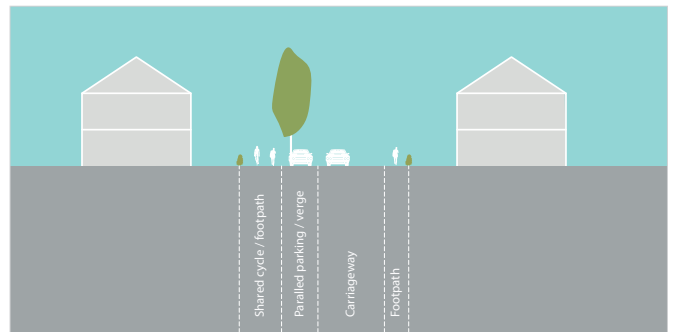 Shared cycle / footpath
Paralled parking / verge
Carriageway
Footpath